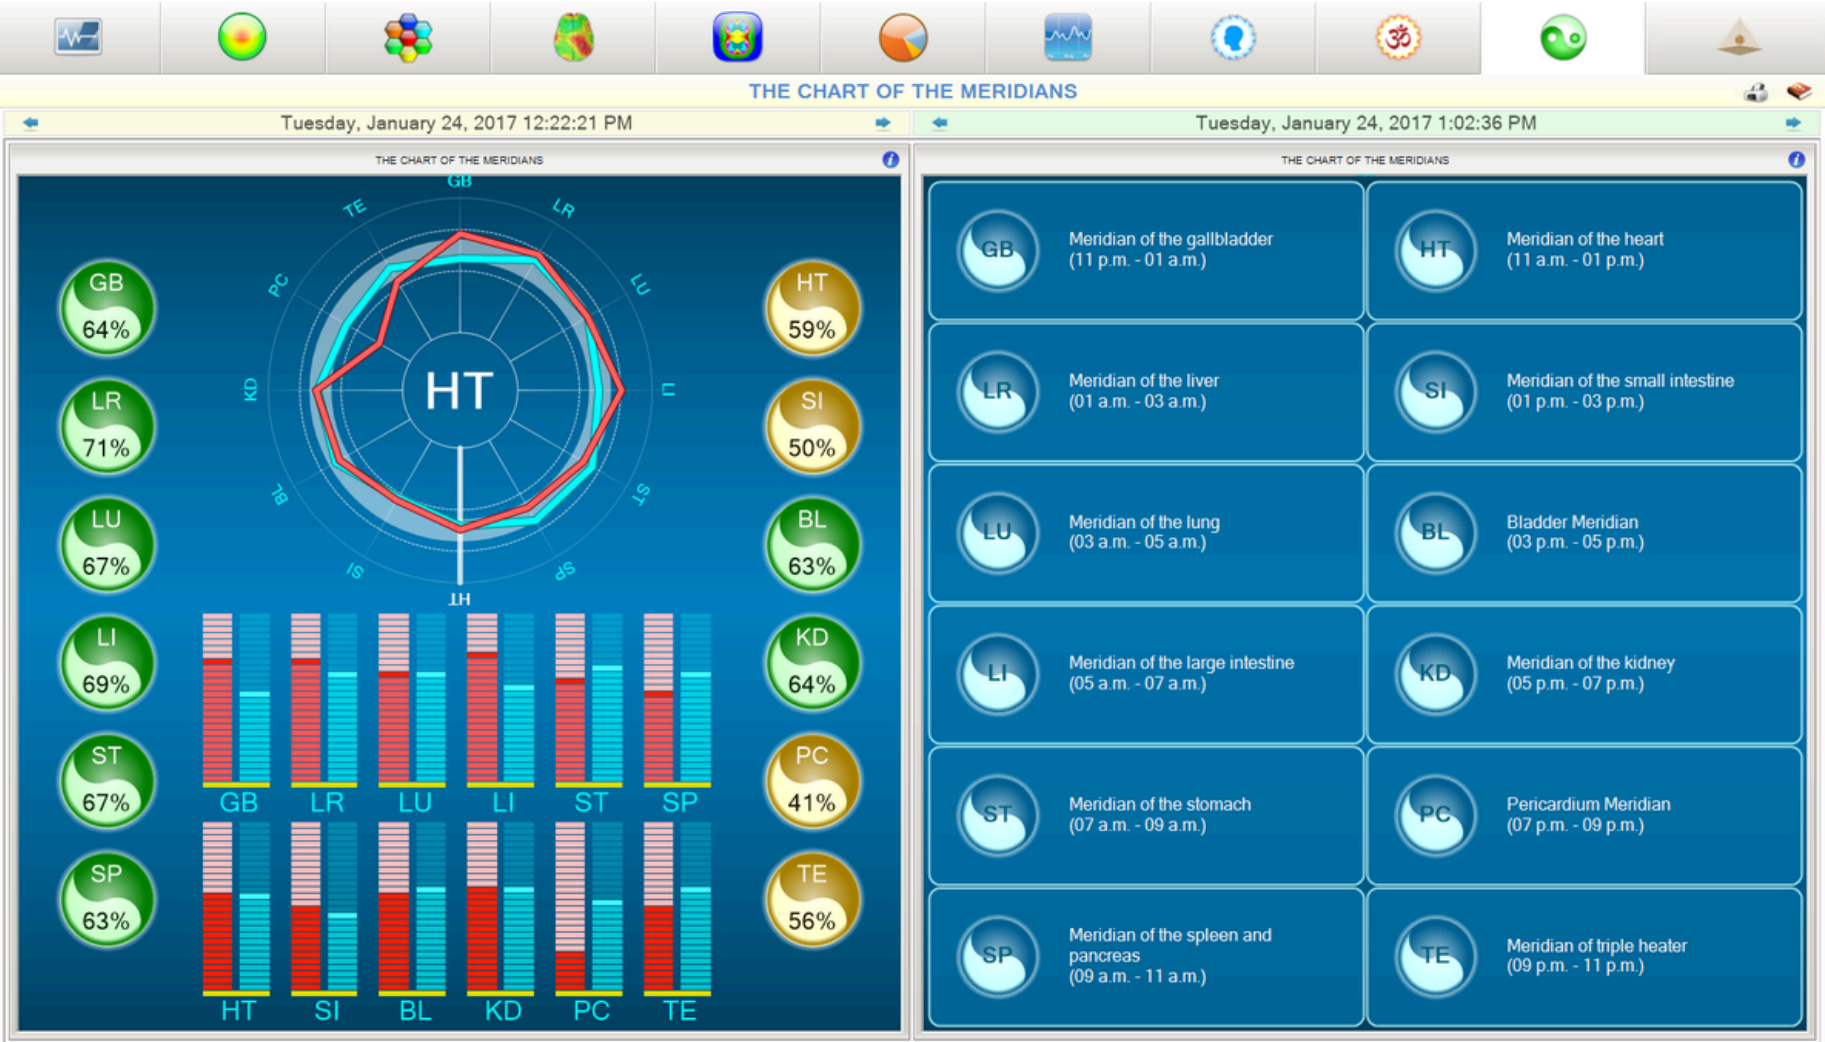 ॐ
THE CHART OF THE MERIDIANS
Tuesday, January 24, 2017 12:22:21 PM
Tuesday, January 24, 2017 1:02:36 PM
THE CHART OF THE MERIDIANS
GB
LR
LU
LI
ST
SP
HT
SI
BL
KD
PC
TE
HT
GB
64%
LR
71%
LU
67%
LI
69%
ST
67%
SP
63%
HT
59%
SI
50%
BL
63%
KD
64%
PC
41%
TE
56%
GB LR LU LI ST SP
HT SI BL KD PC TE
THE CHART OF THE MERIDIANS
GB
Meridian of the gallbladder
(11 p.m. - 01 a.m.)
HT
Meridian of the heart
(11 a.m. - 01 p.m.)
LR
Meridian of the liver
(01 a.m. - 03 a.m.)
SI
Meridian of the small intestine
(01 p.m. - 03 p.m.)
LU
Meridian of the lung
(03 a.m. - 05 a.m.)
BL
Bladder Meridian
(03 p.m. - 05 p.m.)
LI
Meridian of the large intestine
(05 a.m. - 07 a.m.)
KD
Meridian of the kidney
(05 p.m. - 07 p.m.)
ST
Meridian of the stomach
(07 a.m. - 09 a.m.)
PC
Pericardium Meridian
(07 p.m. - 09 p.m.)
SP
Meridian of the spleen and
pancreas
(09 a.m. - 11 a.m.)
TE
Meridian of triple heater
(09 p.m. - 11 p.m.)